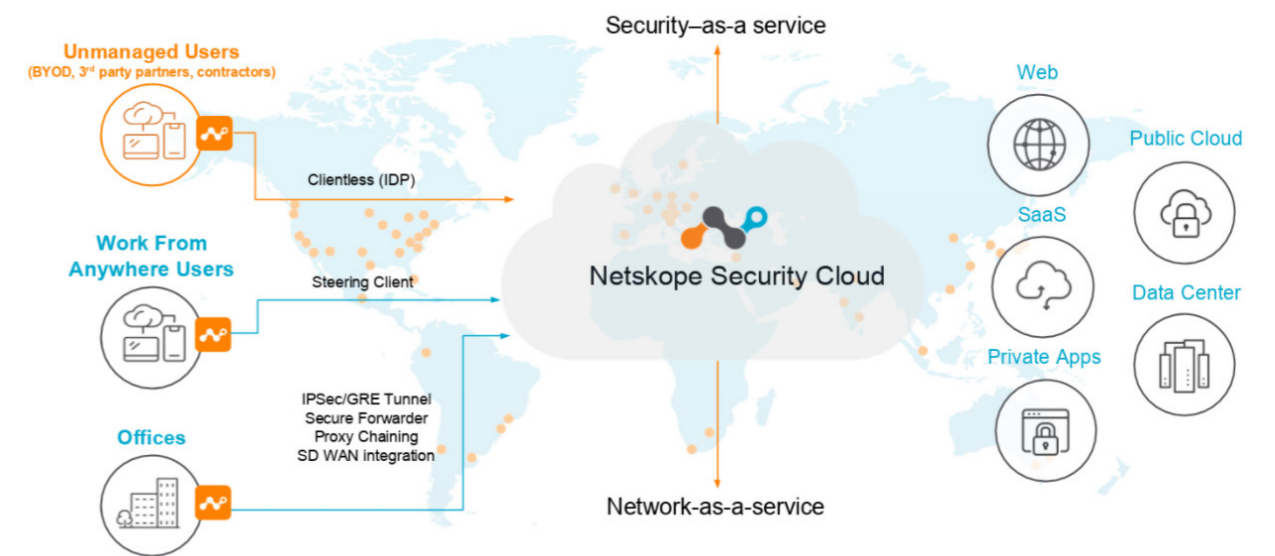 Security–as-a service
Unmanaged Users
(BYOD, 3rd party partners, contractors)
Clientless (IDP)
Work From
Anywhere Users
Steering Client
IPSec/GRE Tunnel
Secure Forwarder
Proxy Chaining
SD WAN integration
Offices
Netskope Security Cloud
Network-as-a-service
Web
Public Cloud
SaaS
Data Center
Private Apps